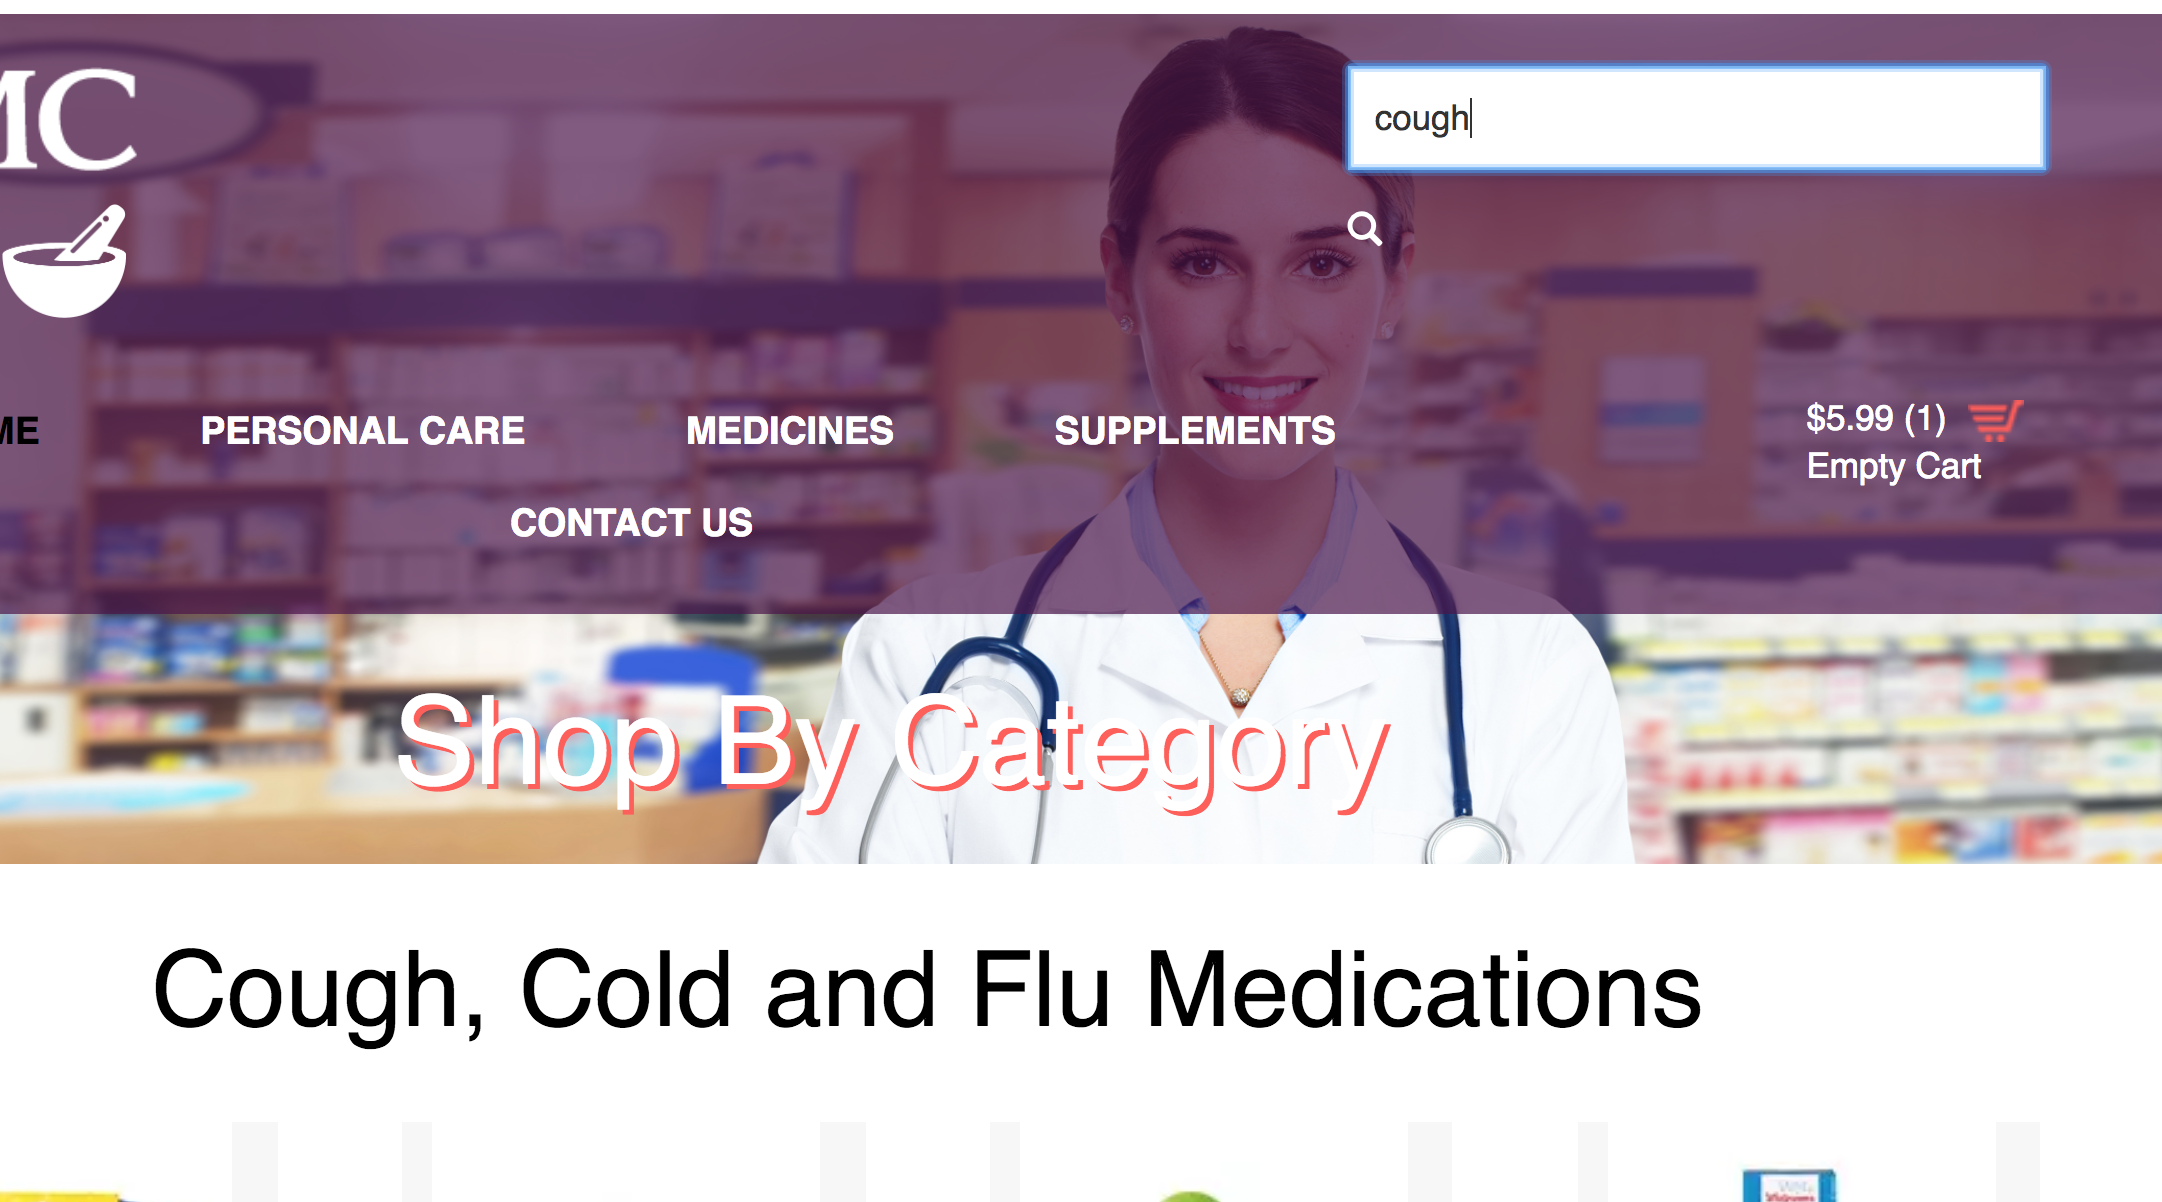 MC
cough
ME
PERSONAL CARE
MEDICINES
SUPPLEMENTS
$5.99 (1)
Empty Cart
CONTACT US
Shop By Category
Cough, Cold and Flu Medications